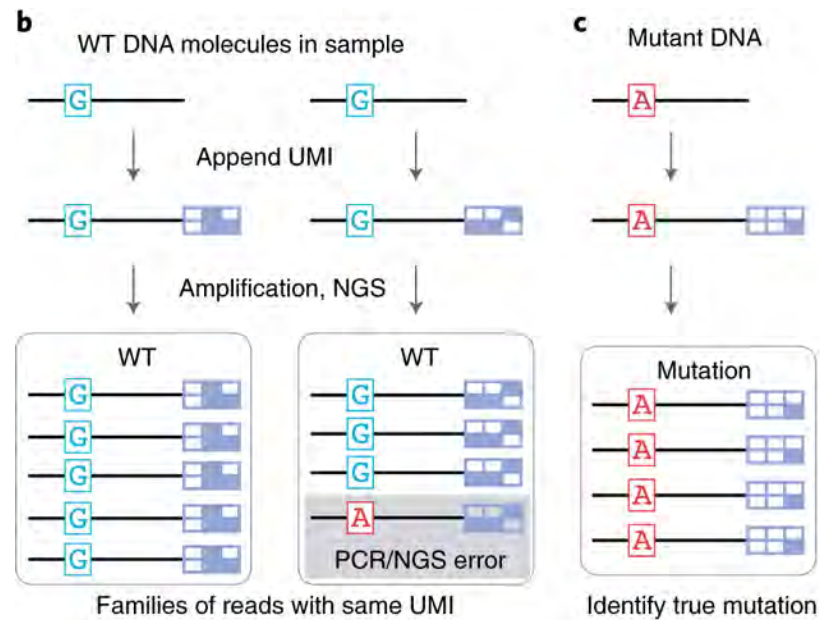 b
WT DNA molecules in sample
G
G
Append UMI
G
G
Amplification, NGS
WT
G
G
G
G
G
WT
G
G
G
A
PCR/NGS error
Families of reads with same UMI
c
Mutant DNA
A
A
Mutation
A
A
A
A
Identify true mutation